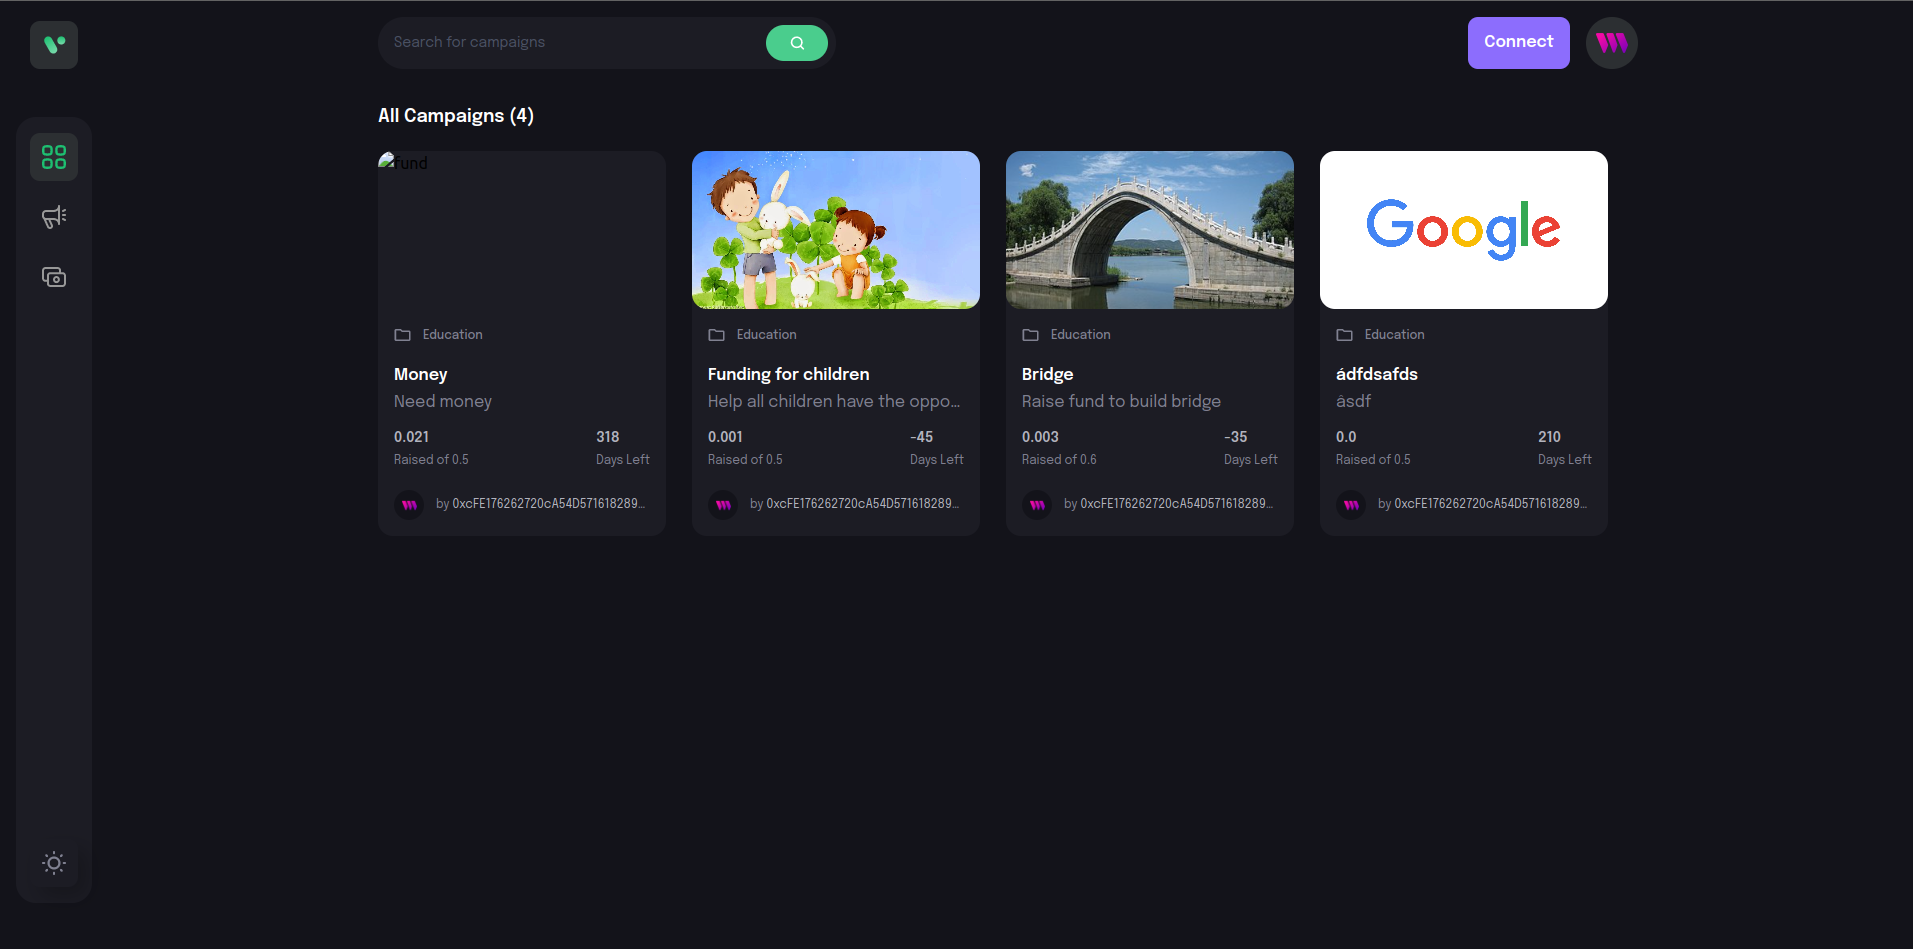 Search for campaigns
Connect
All Campaigns (4)
fund
Education
Money
Need money
0.021
318
Raised of 0.5
Days Left
by 0xcFE176262720cA54D571618289...
Education
Funding for children
Help all children have the oppo...
0.001
-45
Raised of 0.5
Days Left
by 0xcFE176262720cA54D571618289...
Education
Bridge
Raise fund to build bridge
0.003
-35
Raised of 0.6
Days Left
by 0xcFE176262720cA54D571618289...
Google
Education
ádfdsafds
âsdf
0.0
210
Raised of 0.5
Days Left
by 0xcFE176262720cA54D571618289...